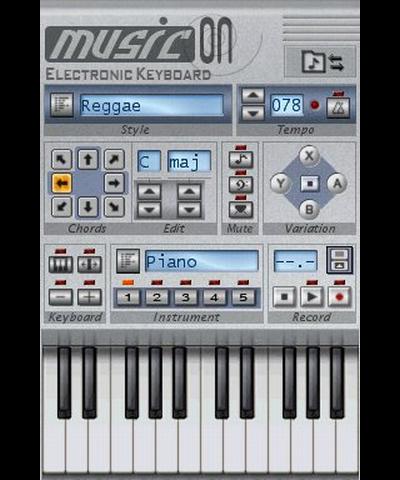 music on
Electronic Keyboard
Reggae
078
Style
Tempo
C maj
X
Y A
B
Chords
Edit
Mute
Variation
Piano
--.-
1 2 3 4 5
Keyboard
Instrument
Record